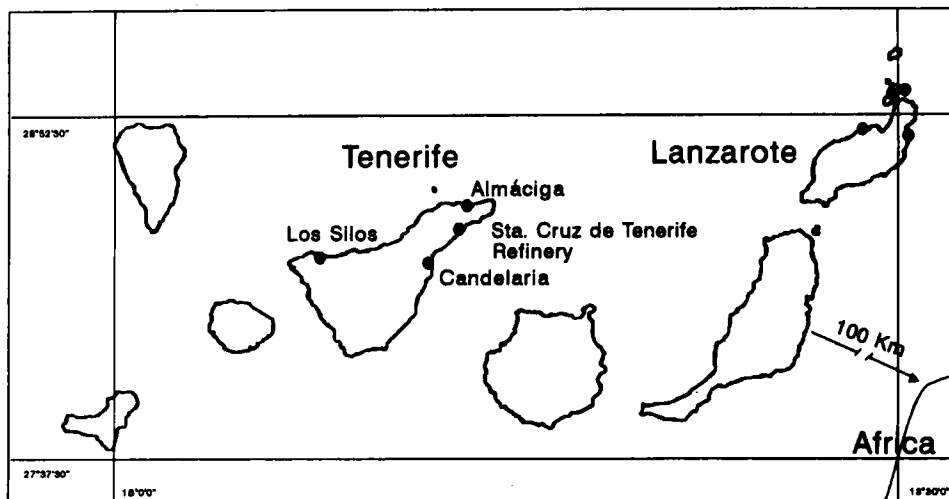 28°52'30"
Tenerife
Lanzarote
Almáciga
Los Silos
Sta. Cruz de Tenerife
Refinery
Candelaria
100 Km
Africa
27°37'30"
18°0'0"
13°30'0"